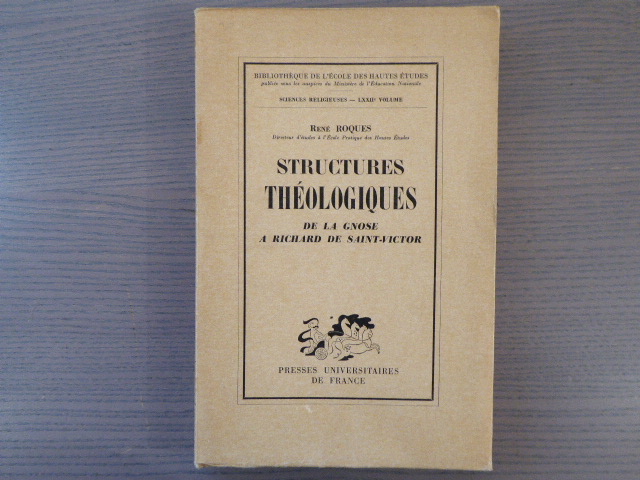 BIBLIOTHÈQUE DE L'ÉCOLE DES HAUTES ÉTUDES
publiée sous les auspices du Ministère de l'Éducation Nationale
SCIENCES RELIGIEUSES — LXXIIe VOLUME
RENÉ ROQUES
Directeur d'études à l'École Pratique des Hautes Études
STRUCTURES
THÉOLOGIQUES
DE LA GNOSE
A RICHARD DE SAINT-VICTOR
PRESSES UNIVERSITAIRES
DE FRANCE